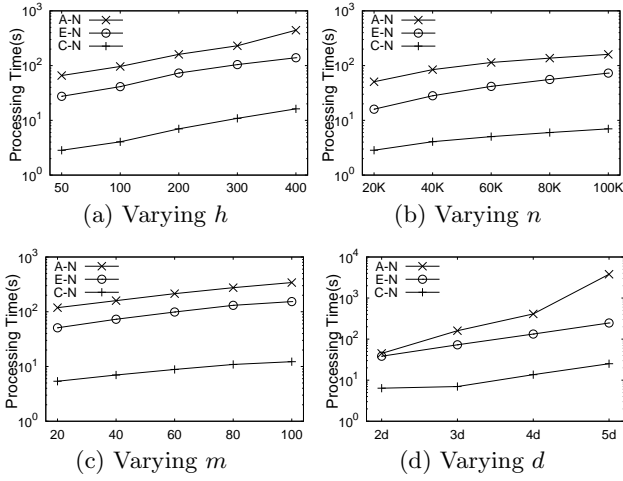 10^3
A-N
E-N
C-N
10^2
10^1
10^0
Processing Time(s)
50 100 200 300 400
(a) Varying h
10^3
A-N
E-N
C-N
10^2
10^1
10^0
Processing Time(s)
20K 40K 60K 80K 100K
(b) Varying n
10^3
A-N
E-N
C-N
10^2
10^1
10^0
Processing Time(s)
20 40 60 80 100
(c) Varying m
10^4
A-N
E-N
C-N
10^3
10^2
10^1
10^0
Processing Time(s)
2d 3d 4d 5d
(d) Varying d